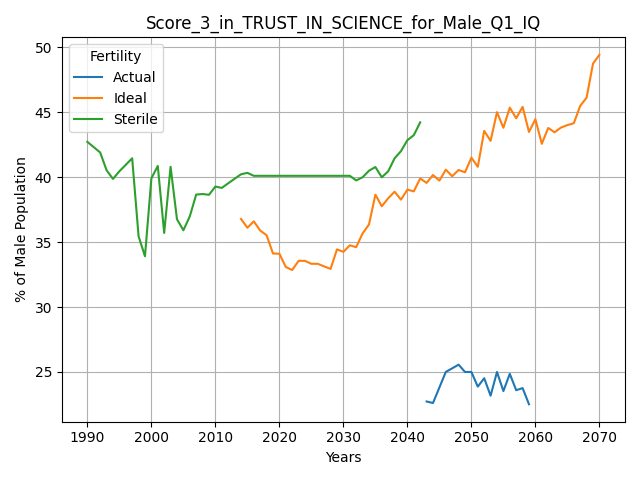 Score_3_in_TRUST_IN_SCIENCE_for_Male_Q1_IQ
Fertility
Actual
Ideal
Sterile
% of Male Population
50
45
40
35
30
25
1990 2000 2010 2020 2030 2040 2050 2060 2070
Years